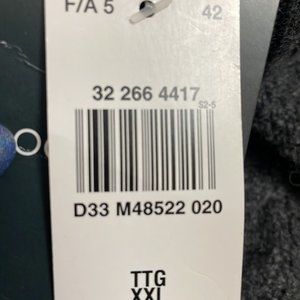 F/A 5 42
32 266 4417
S2-5
D33 M48522 020
TTG
XXL